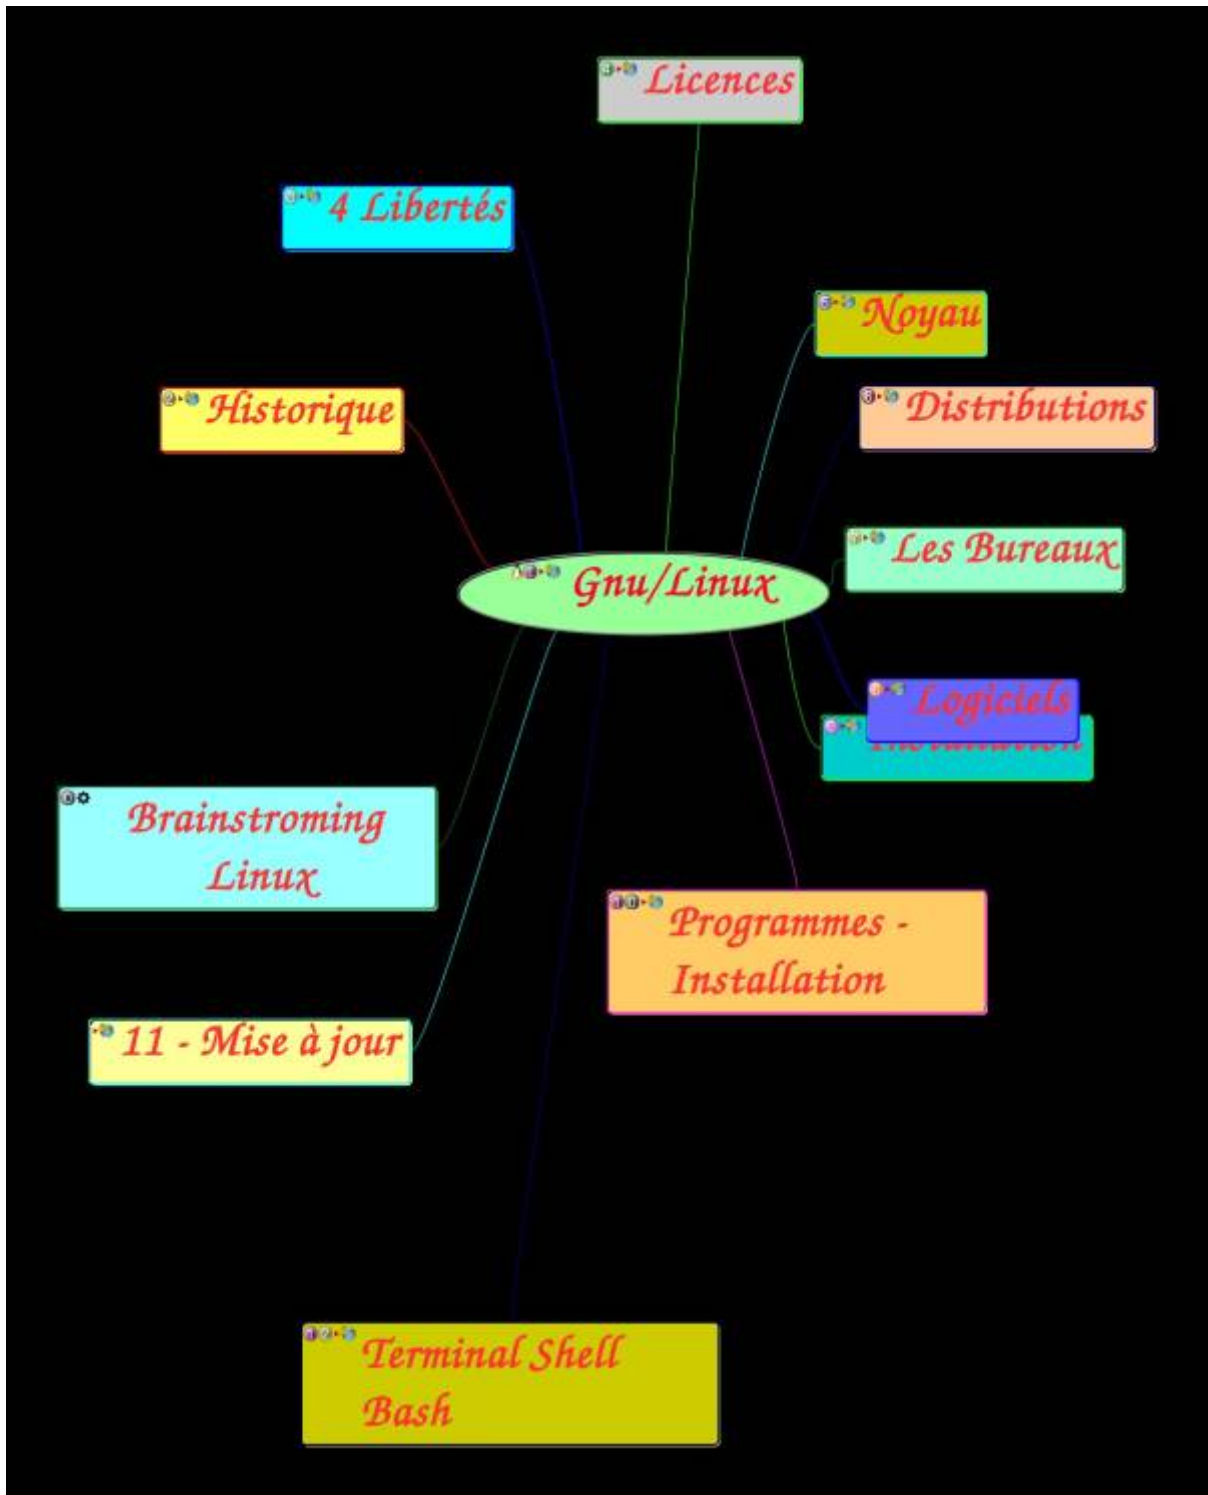 Licences
4 Libertés
Noyau
Historique
Distributions
Les Bureaux
Gnu/Linux
Logiciels
Brainstroming
Linux
Programmes -
Installation
11 - Mise à jour
Terminal Shell
Bash